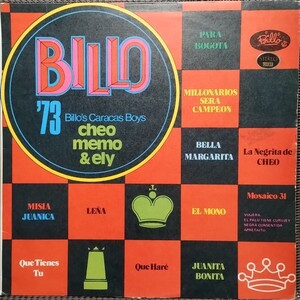 BILLO
'73
Billo's Caracas Boys
cheo
memo
& ely
PARA
BOGOTA
Billo
MILLONARIOS
SERA
CAMPEON
BELLA
MARGARITA
La Negrita de
CHEO
MISIA
JUANICA
LEÑA
EL MONO
Mosaico 31
Que Tienes
Tu
Que Haré
JUANITA
BONITA